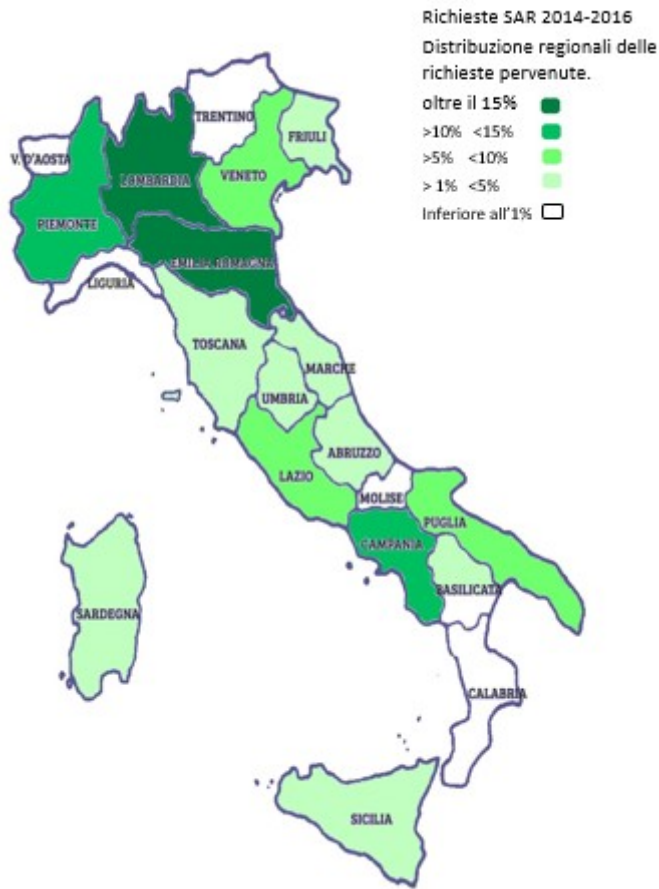 Richieste SAR 2014-2016
Distribuzione regionali delle
richieste pervenute.
oltre il 15%
>10% <15%
>5% <10%
> 1% <5%
Inferiore all'1%
TRENTINO
FRIULI
V. D'AOSTA
LOMBARDIA
VENETO
PIEMONTE
EMILIA ROMAGNA
LIGURIA
TOSCANA
MARCHE
UMBRIA
ABRUZZO
LAZIO
MOLISE
PUGLIA
CAMPANIA
BASILICATA
SARDEGNA
CALABRIA
SICILIA